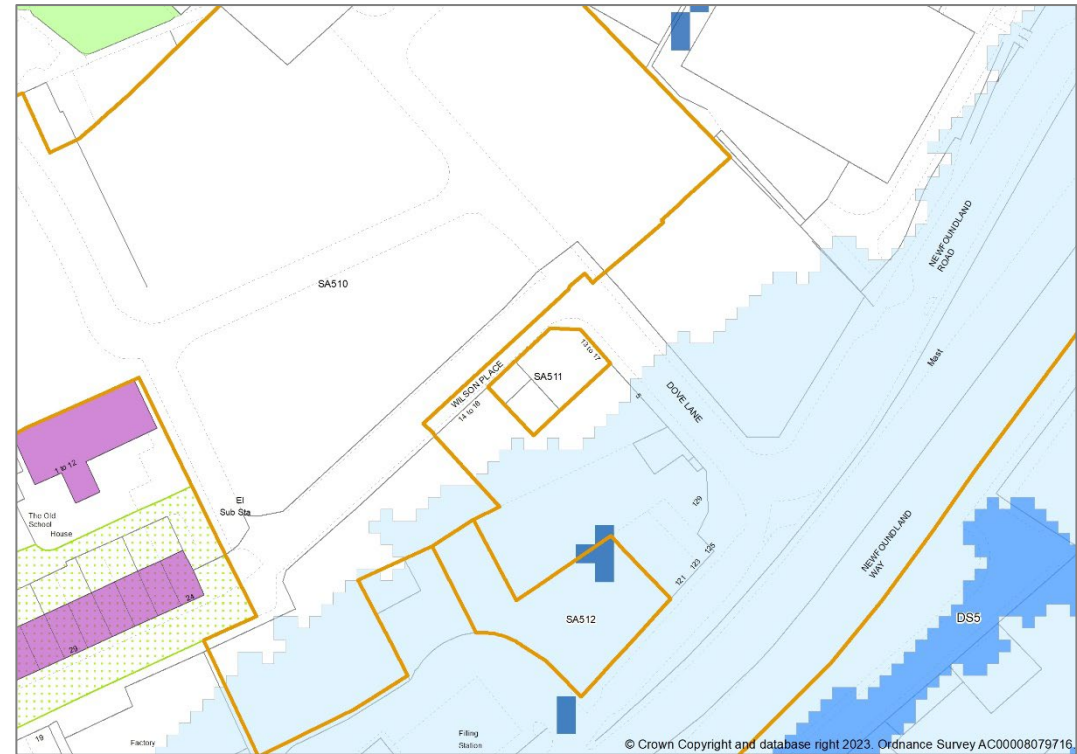 NEWFOUNDLAND
ROAD
SA510
Mast
WILSON PLACE
13 to 17
SA511
14 to 18
5
DOVE LANE
1 to 12
El
Sub Sta
The Old
School
House
129
NEWFOUNDLAND
WAY
125
123
121
24
SA512
DS5
29
19
Factory
Filling
Station
© Crown Copyright and database right 2023. Ordnance Survey AC00008079716